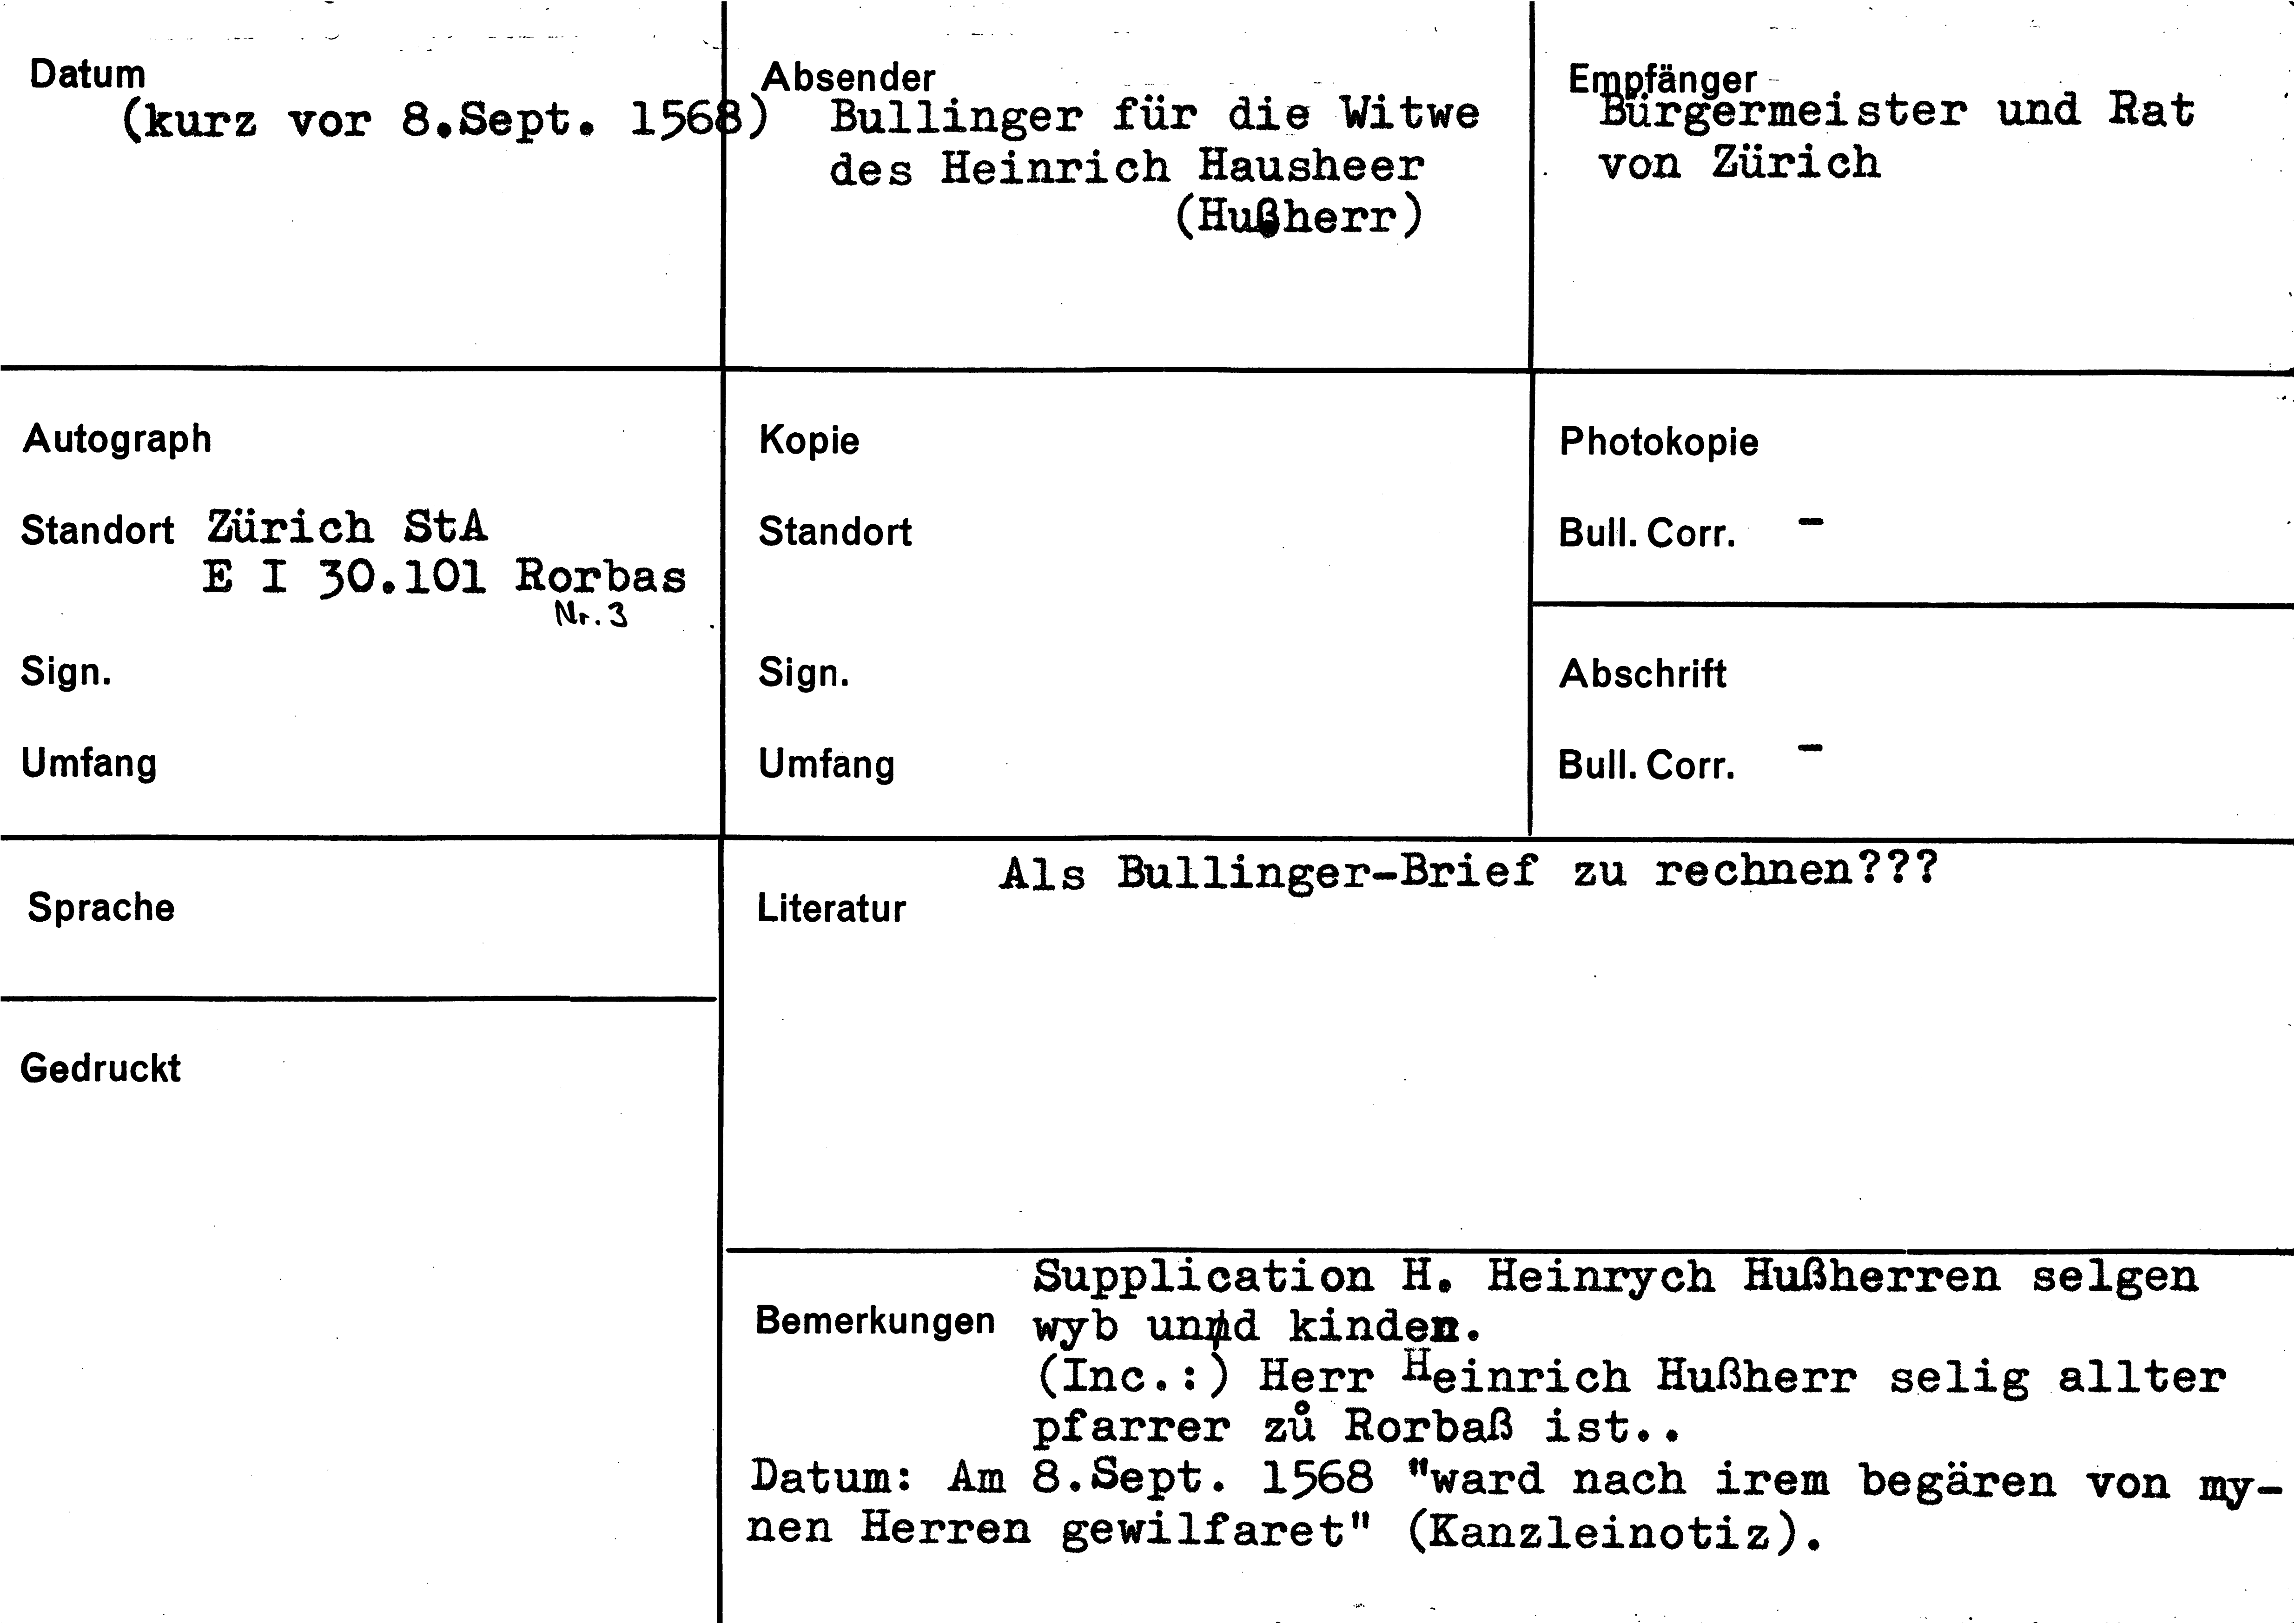 Datum
(kurz vor 8.Sept. 1568)
Absender
Bullinger für die Witwe
des Heinrich Hausheer
(Hußherr)
Empfänger
Bürgermeister und Rat
von Zürich
Autograph
Standort Zürich StA
E I 30.101 Rorbas
Nr. 3
Sign.
Umfang
Kopie
Standort
Sign.
Umfang
Photokopie
Bull. Corr. -
Abschrift
Bull. Corr. -
Sprache
Gedruckt
Als Bullinger-Brief zu rechnen???
Literatur
Supplication H. Heinrych Hußherren selgen
Bemerkungen wyb unnd kinden.
(Inc.:) Herr Heinrich Hußherr selig allter
pfarrer zů Rorbaß ist..
Datum: Am 8.Sept. 1568 "ward nach irem begären von my-
nen Herren gewilfaret" (Kanzleinotiz).